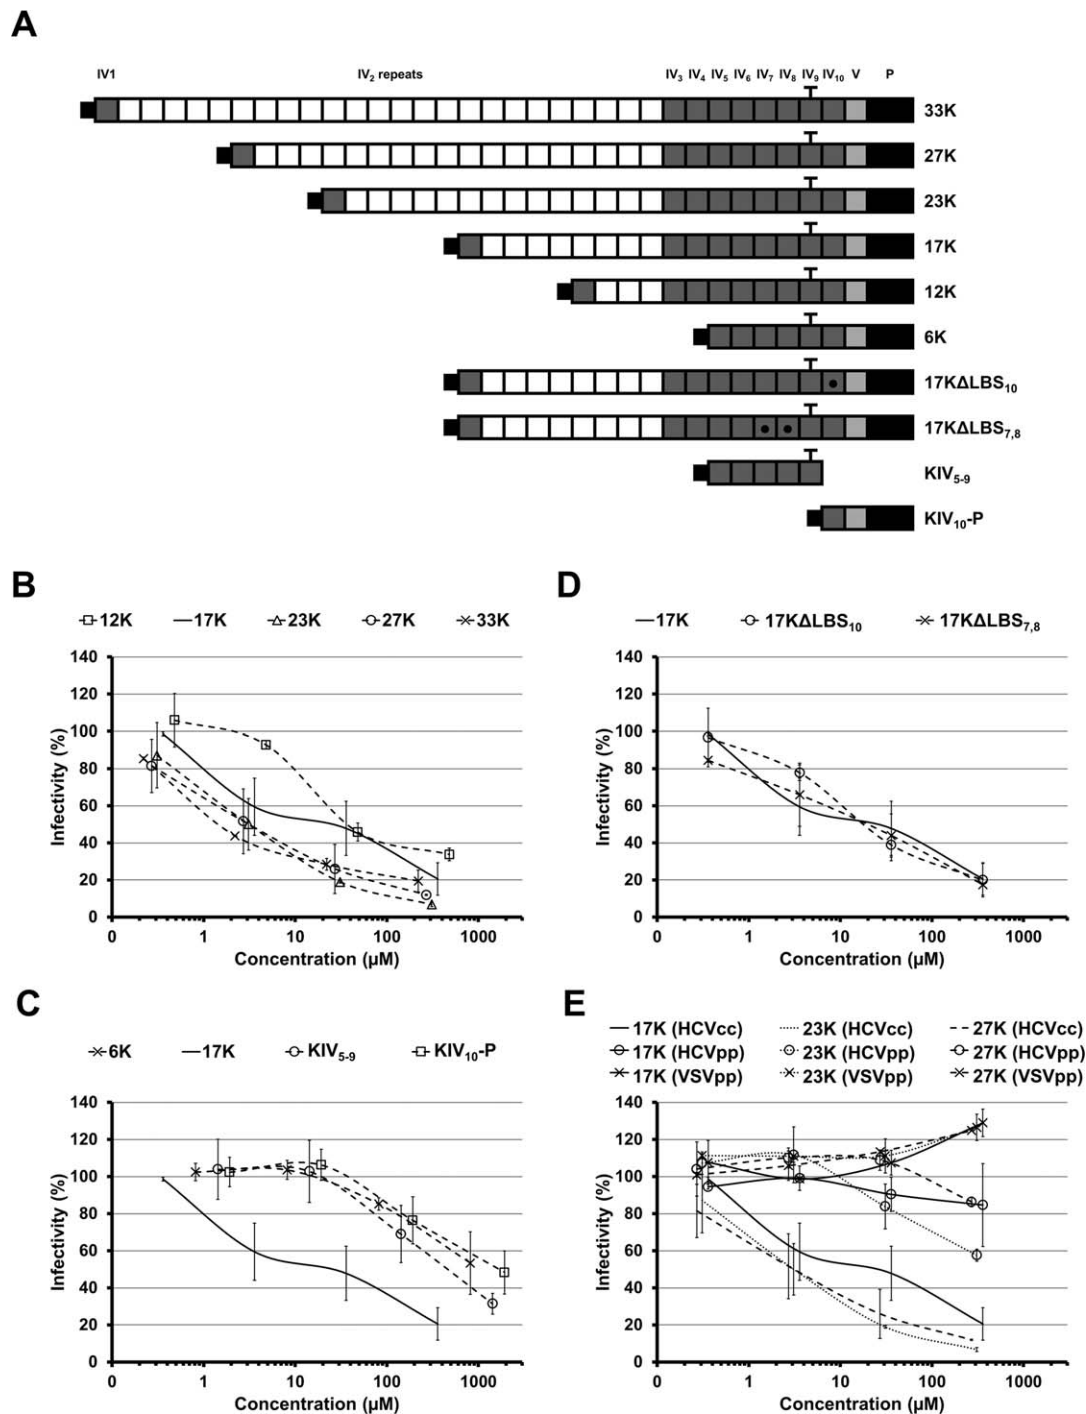 A
IV1 IV2 repeats IV3 IV4 IV5 IV6 IV7 IV8 IV9 IV10 V P
33K
27K
23K
17K
12K
6K
17KΔLBS10
17KΔLBS7,8
KIV5-9
KIV10-P
B
12K 17K 23K 27K 33K
Infectivity (%)
140
120
100
80
60
40
20
0
0 1 10 100 1000
Concentration (μM)
D
17K 17KΔLBS10 17KΔLBS7,8
Infectivity (%)
140
120
100
80
60
40
20
0
0 1 10 100 1000
Concentration (μM)
C
6K 17K KIV5-9 KIV10-P
Infectivity (%)
140
120
100
80
60
40
20
0
0 1 10 100 1000
Concentration (μM)
E
17K (HCVcc) 23K (HCVcc) 27K (HCVcc)
17K (HCVpp) 23K (HCVpp) 27K (HCVpp)
17K (VSVpp) 23K (VSVpp) 27K (VSVpp)
Infectivity (%)
140
120
100
80
60
40
20
0
0 1 10 100 1000
Concentration (μM)